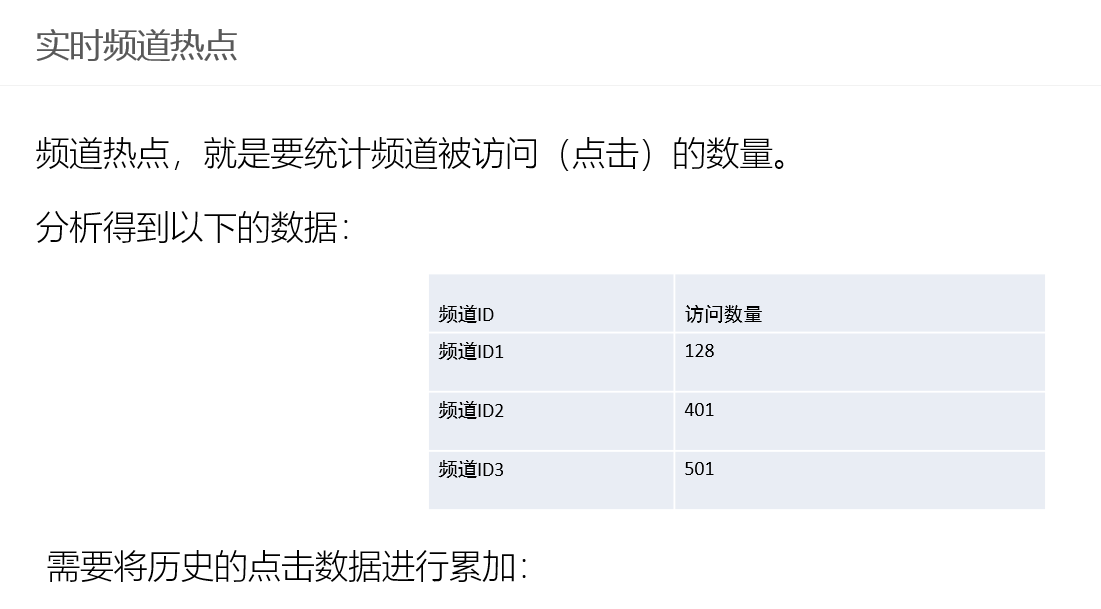 实时频道热点
频道热点，就是要统计频道被访问（点击）的数量。
分析得到以下的数据：
频道ID 访问数量
频道ID1 128
频道ID2 401
频道ID3 501
需要将历史的点击数据进行累加：